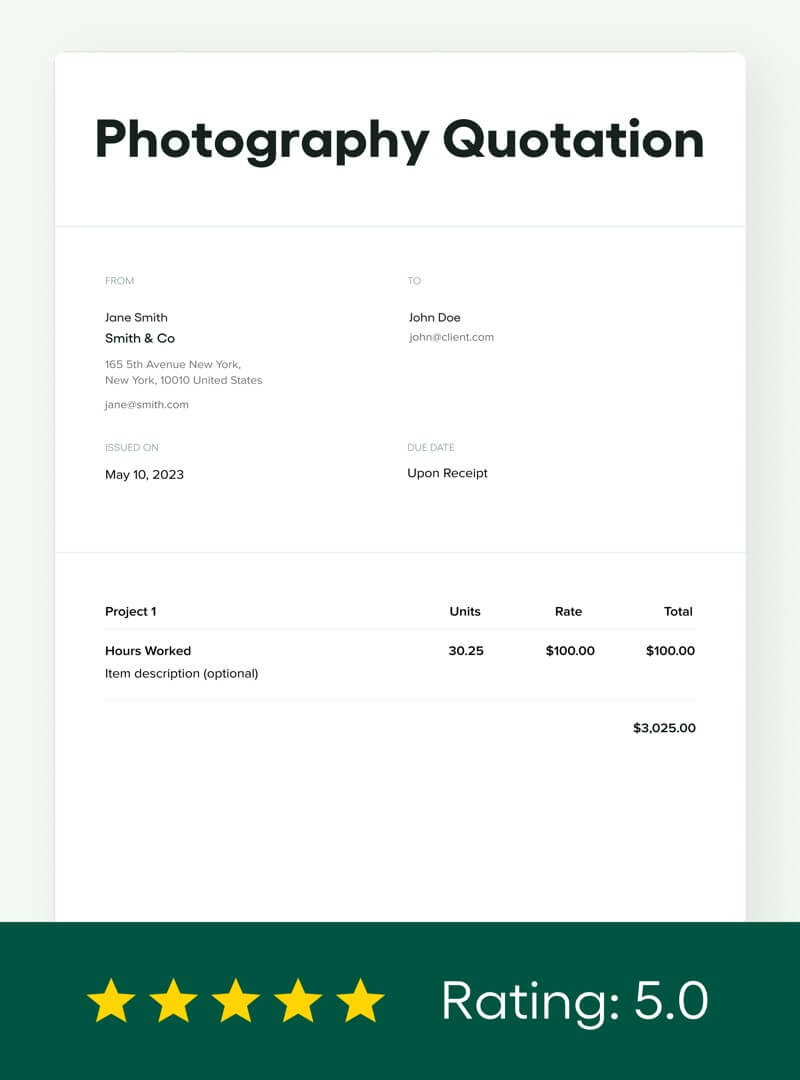 Photography Quotation
FROM
TO
Jane Smith
Smith & Co
John Doe
john@client.com
165 5th Avenue New York,
New York, 10010 United States
jane@smith.com
ISSUED ON
DUE DATE
May 10, 2023
Upon Receipt
Project 1 Units Rate Total
Hours Worked 30.25 $100.00 $100.00
Item description (optional)
$3,025.00
Rating: 5.0